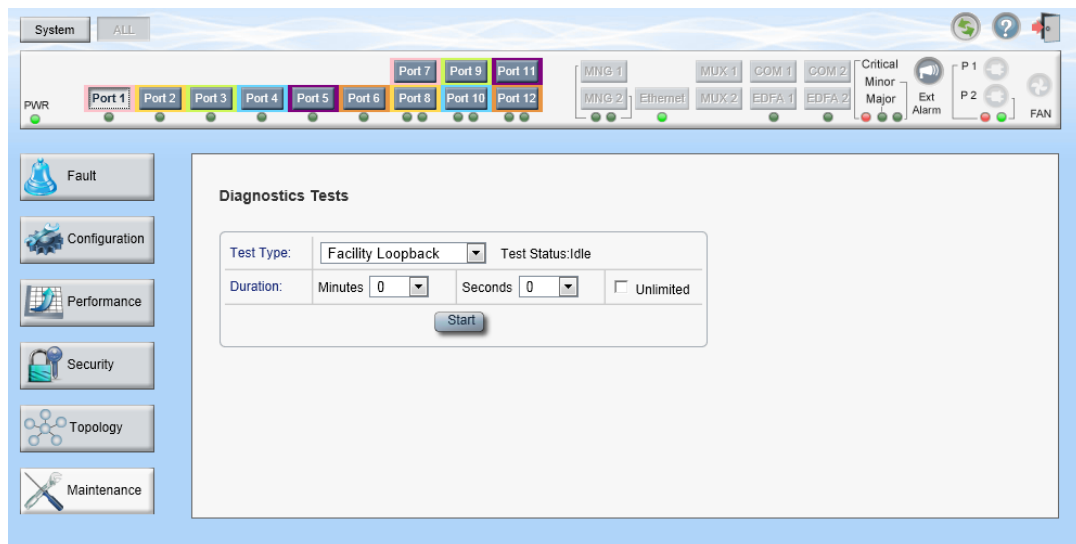 System ALL
Port 7 Port 9 Port 11 MNG 1 MUX 1 COM 1 COM 2 Critical P 1
Minor
PWR Port 1 Port 2 Port 3 Port 4 Port 5 Port 6 Port 8 Port 10 Port 12 MNG 2 Ethernet MUX 2 EDFA 1 EDFA 2 Major Ext Alarm P 2 FAN
Fault
Configuration
Performance
Security
Topology
Maintenance
Diagnostics Tests
Test Type: Facility Loopback Test Status:Idle
Duration: Minutes 0 Seconds 0 Unlimited
Start